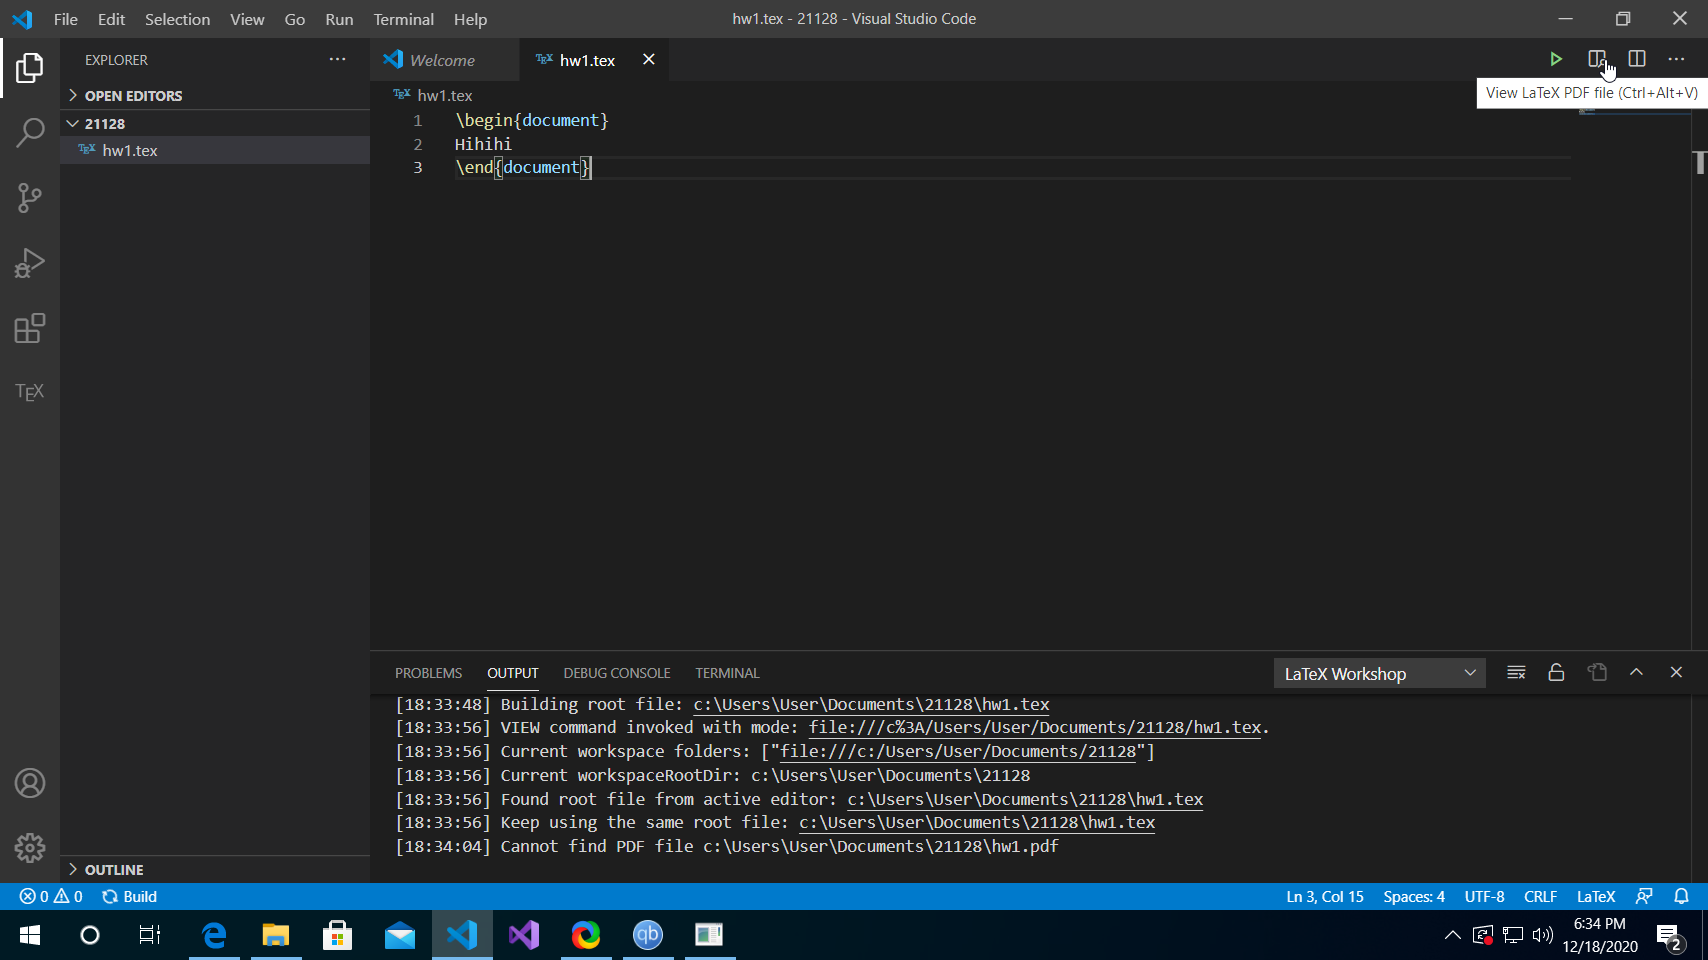 File Edit Selection View Go Run Terminal Help
hw1.tex - 21128 - Visual Studio Code
EXPLORER
Welcome
TEX hw1.tex
View LaTeX PDF file (Ctrl+Alt+V)
OPEN EDITORS
21128
TEX hw1.tex
TEX hw1.tex
1 \begin{document}
2 Hihihi
3 \end{document}
TEX
PROBLEMS OUTPUT DEBUG CONSOLE TERMINAL
LaTeX Workshop
[18:33:48] Building root file: c:\Users\User\Documents\21128\hw1.tex
[18:33:56] VIEW command invoked with mode: file:///c%3A/Users/User/Documents/21128/hw1.tex.
[18:33:56] Current workspace folders: ["file:///c:/Users/User/Documents/21128"]
[18:33:56] Current workspaceRootDir: c:\Users\User\Documents\21128
[18:33:56] Found root file from active editor: c:\Users\User\Documents\21128\hw1.tex
[18:33:56] Keep using the same root file: c:\Users\User\Documents\21128\hw1.tex
[18:34:04] Cannot find PDF file c:\Users\User\Documents\21128\hw1.pdf
OUTLINE
0 0 Build
Ln 3, Col 15 Spaces: 4 UTF-8 CRLF LaTeX
qb
6:34 PM
12/18/2020
2